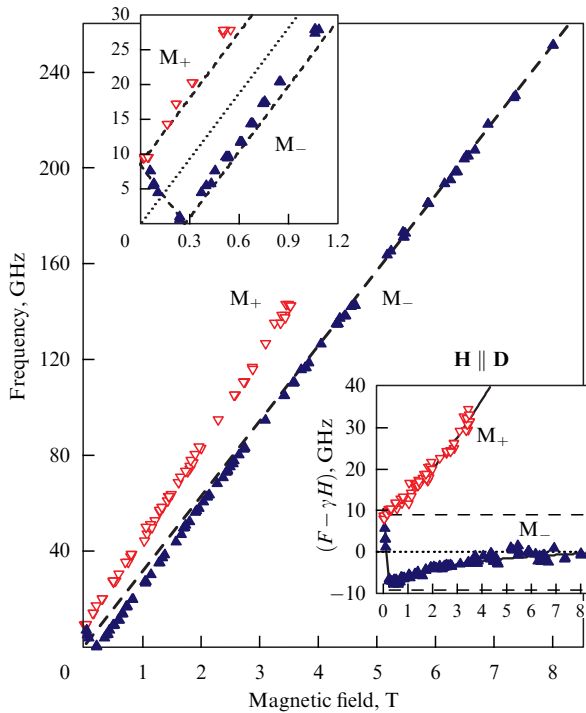 30
25
20
15
10
5
0 0.3 0.6 0.9 1.2
M+
M−
Frequency, GHz
240
200
160
120
80
40
0 1 2 3 4 5 6 7 8
Magnetic field, T
M+
M−
H ∥ D
(F − γH), GHz
40
30
20
10
0
−10
0 1 2 3 4 5 6 7 8
M+
M−